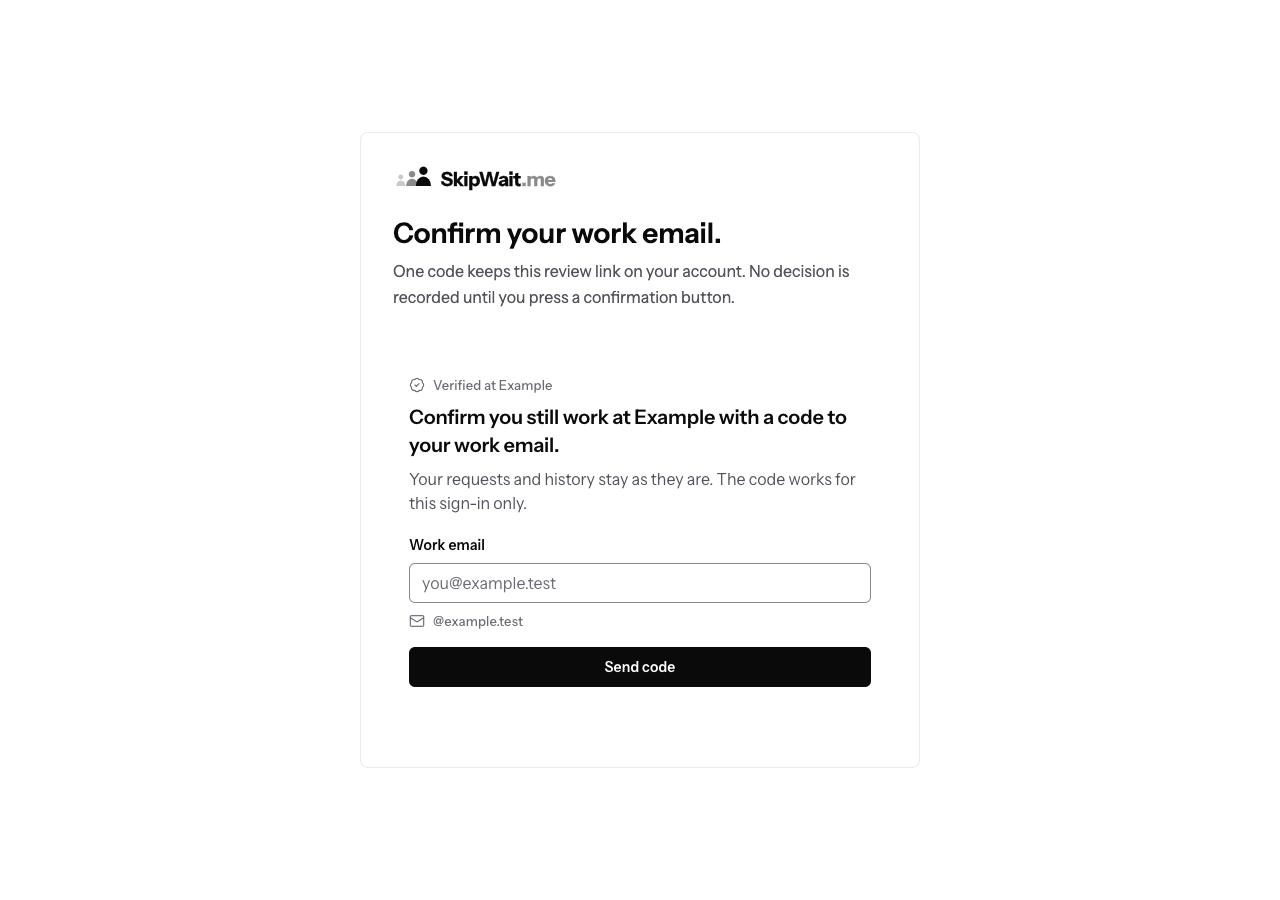 SkipWait.me
Confirm your work email.
One code keeps this review link on your account. No decision is
recorded until you press a confirmation button.
Verified at Example
Confirm you still work at Example with a code to
your work email.
Your requests and history stay as they are. The code works for
this sign-in only.
Work email
you@example.test
@example.test
Send code